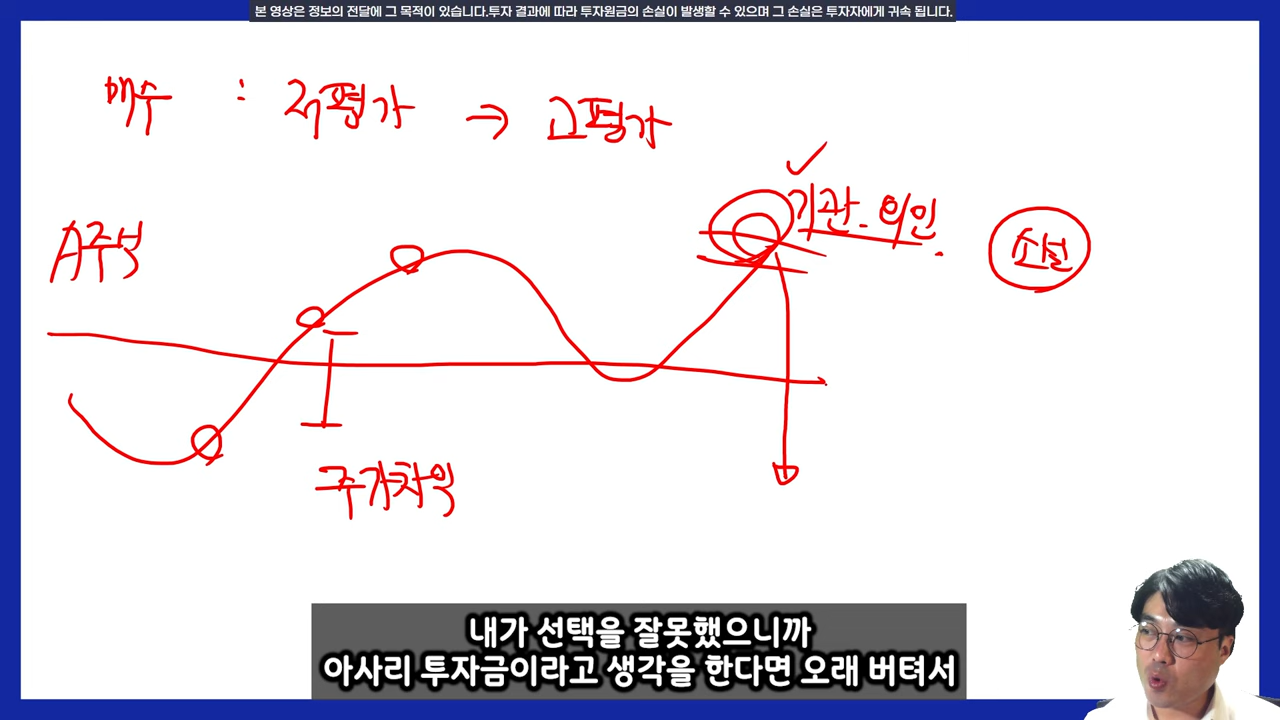 본 영상은 정보의 전달에 그 목적이 있습니다.투자 결과에 따라 투자원금의 손실이 발생할 수 있으며 그 손실은 투자자에게 귀속 됩니다.
매수 : 저평가 → 고평가
기관_외인.
A주식
소설
주가차익
내가 선택을 잘못했으니까
아사리 투자금이라고 생각을 한다면 오래 버텨서